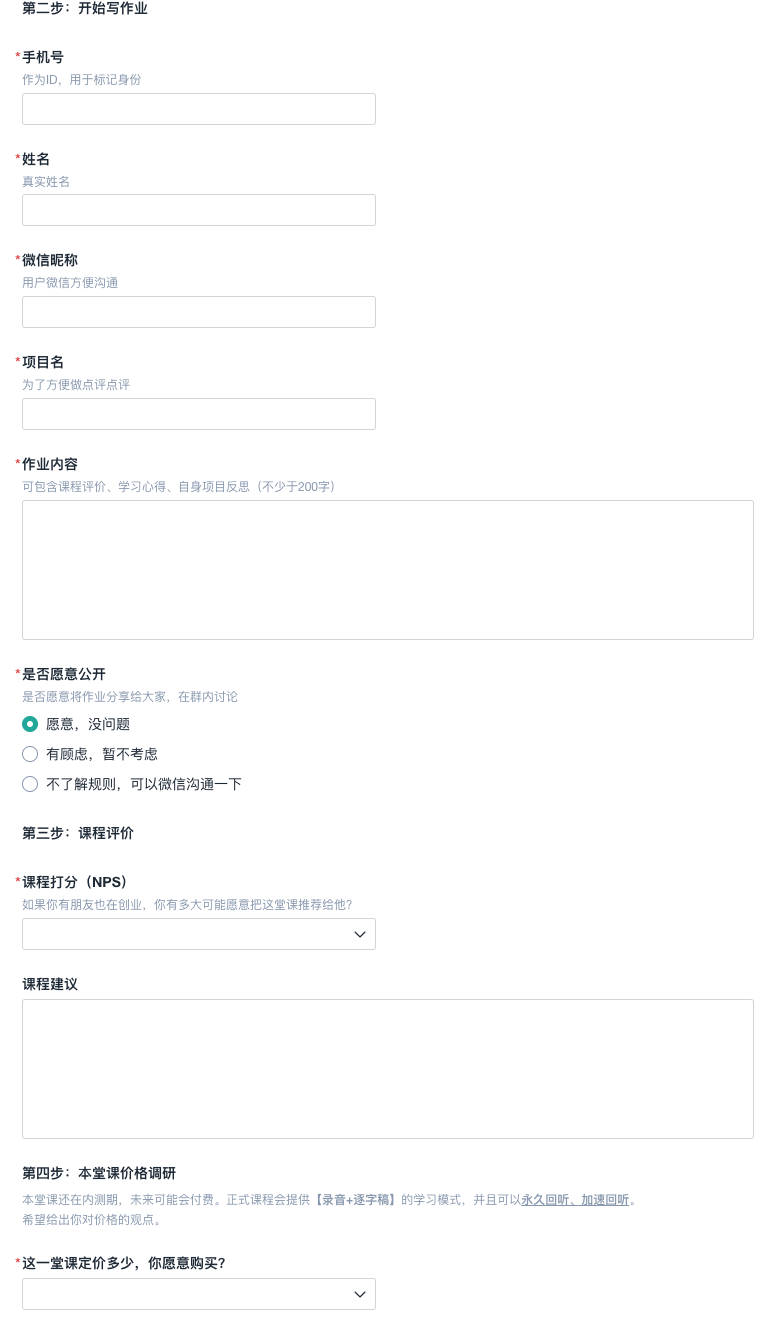 第二步：开始写作业
*手机号
作为ID，用于标记身份
*姓名
真实姓名
*微信昵称
用户微信方便沟通
*项目名
为了方便做点评点评
*作业内容
可包含课程评价、学习心得、自身项目反思（不少于200字）
*是否愿意公开
是否愿意将作业分享给大家，在群内讨论
愿意，没问题
有顾虑，暂不考虑
不了解规则，可以微信沟通一下
第三步：课程评价
*课程打分（NPS）
如果你有朋友也在创业，你有多大可能愿意把这堂课推荐给他？
课程建议
第四步：本堂课价格调研
本堂课还在内测期，未来可能会付费。正式课程会提供【录音+逐字稿】的学习模式，并且可以永久回听、加速回听。
希望给出你对价格的观点。
*这一堂课定价多少，你愿意购买？